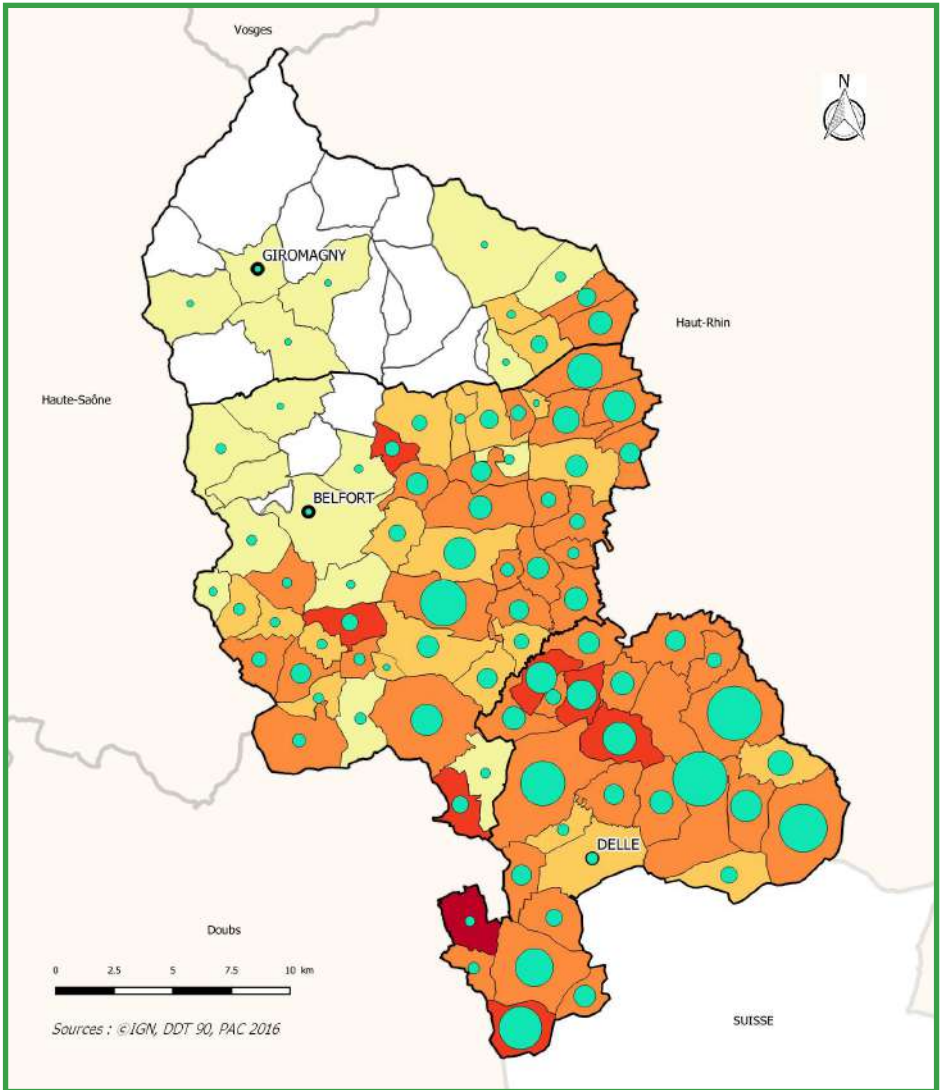 Vosges
N
GIROMAGNY
Haut-Rhin
Haute-Saône
BELFORT
DELLE
Doubs
0 2.5 5 7.5 10 km
Sources : ©IGN, DDT 90, PAC 2016
SUISSE